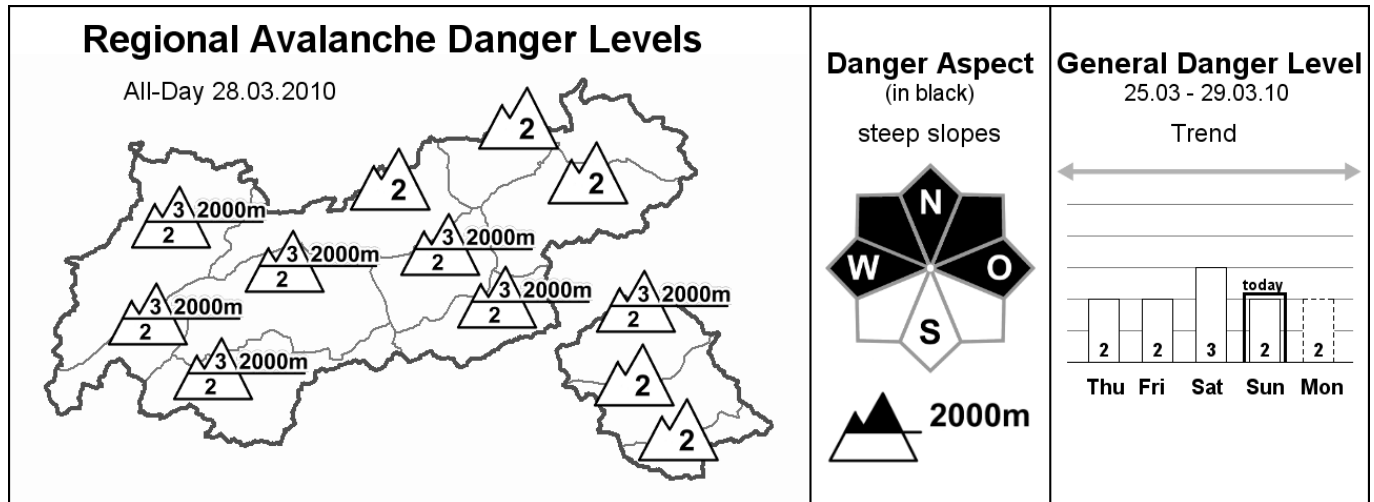 Regional Avalanche Danger Levels
All-Day 28.03.2010
2
2
2
3 2000m
2
3 2000m
2
3 2000m
2
3 2000m
2
3 2000m
2
3 2000m
2
3 2000m
2
2
2
Danger Aspect
(in black)
steep slopes
N
W O
S
2000m
General Danger Level
25.03 - 29.03.10
Trend
today
2 2 3 2 2
Thu Fri Sat Sun Mon